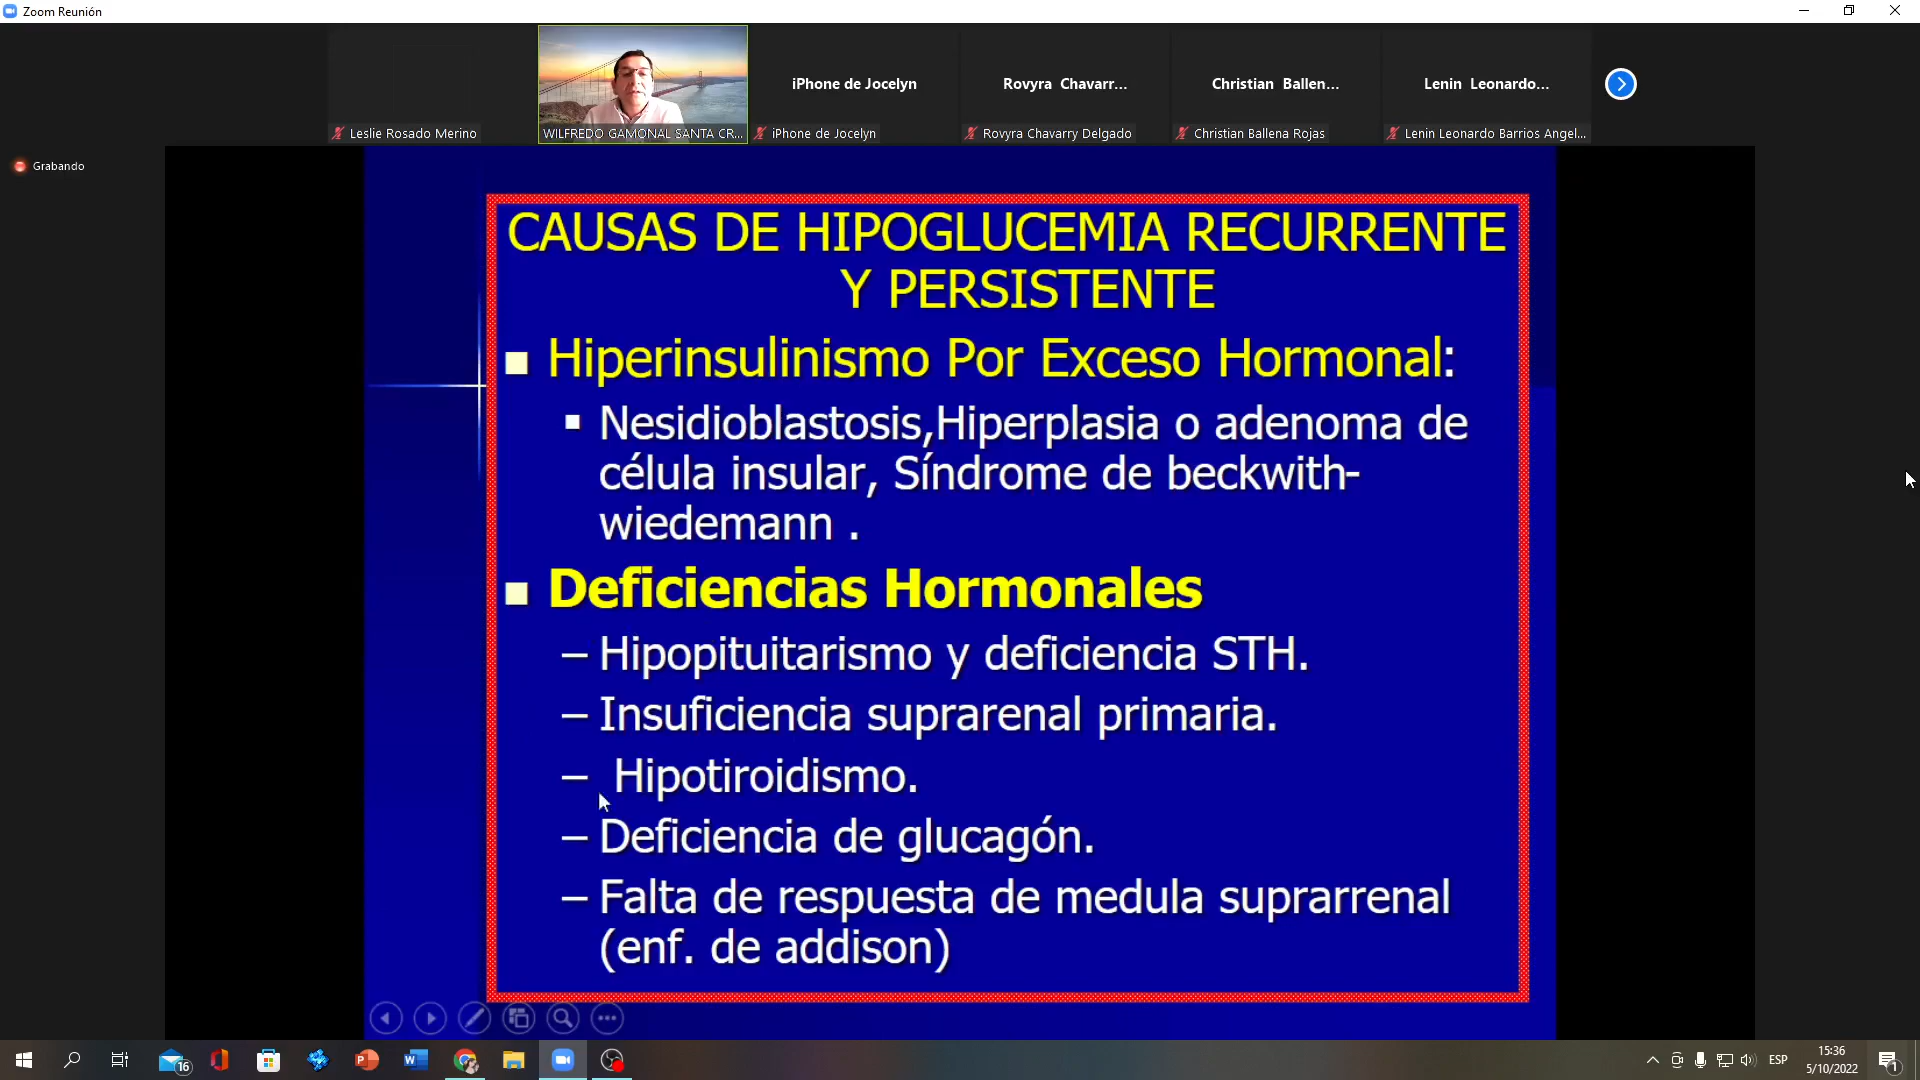 Zoom Reunión
iPhone de Jocelyn
Rovyra Chavarr...
Christian Ballen...
Lenin Leonardo...
Leslie Rosado Merino
WILFREDO GAMONAL SANTA CR...
iPhone de Jocelyn
Rovyra Chavarry Delgado
Christian Ballena Rojas
Lenin Leonardo Barrios Angel...
Grabando
CAUSAS DE HIPOGLUCEMIA RECURRENTE
Y PERSISTENTE
Hiperinsulinismo Por Exceso Hormonal:
Nesidioblastosis,Hiperplasia o adenoma de
célula insular, Síndrome de beckwith-
wiedemann .
Deficiencias Hormonales
– Hipopituitarismo y deficiencia STH.
– Insuficiencia suprarenal primaria.
– Hipotiroidismo.
– Deficiencia de glucagón.
– Falta de respuesta de medula suprarrenal
(enf. de addison)
16
ESP
15:36
5/10/2022
1